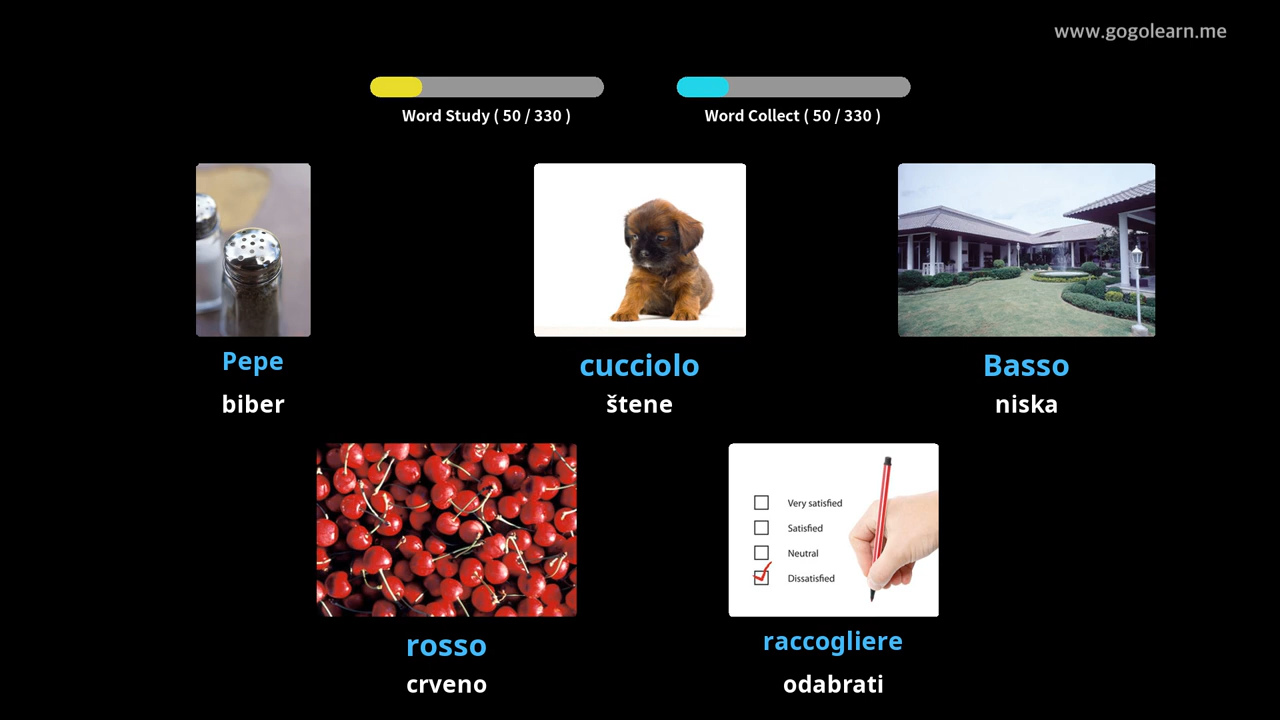 www.gogolearn.me
Word Study ( 50 / 330 )
Word Collect ( 50 / 330 )
Pepe
biber
cucciolo
štene
Basso
niska
rosso
crveno
Very satisfied
Satisfied
Neutral
Dissatisfied
raccogliere
odabrati